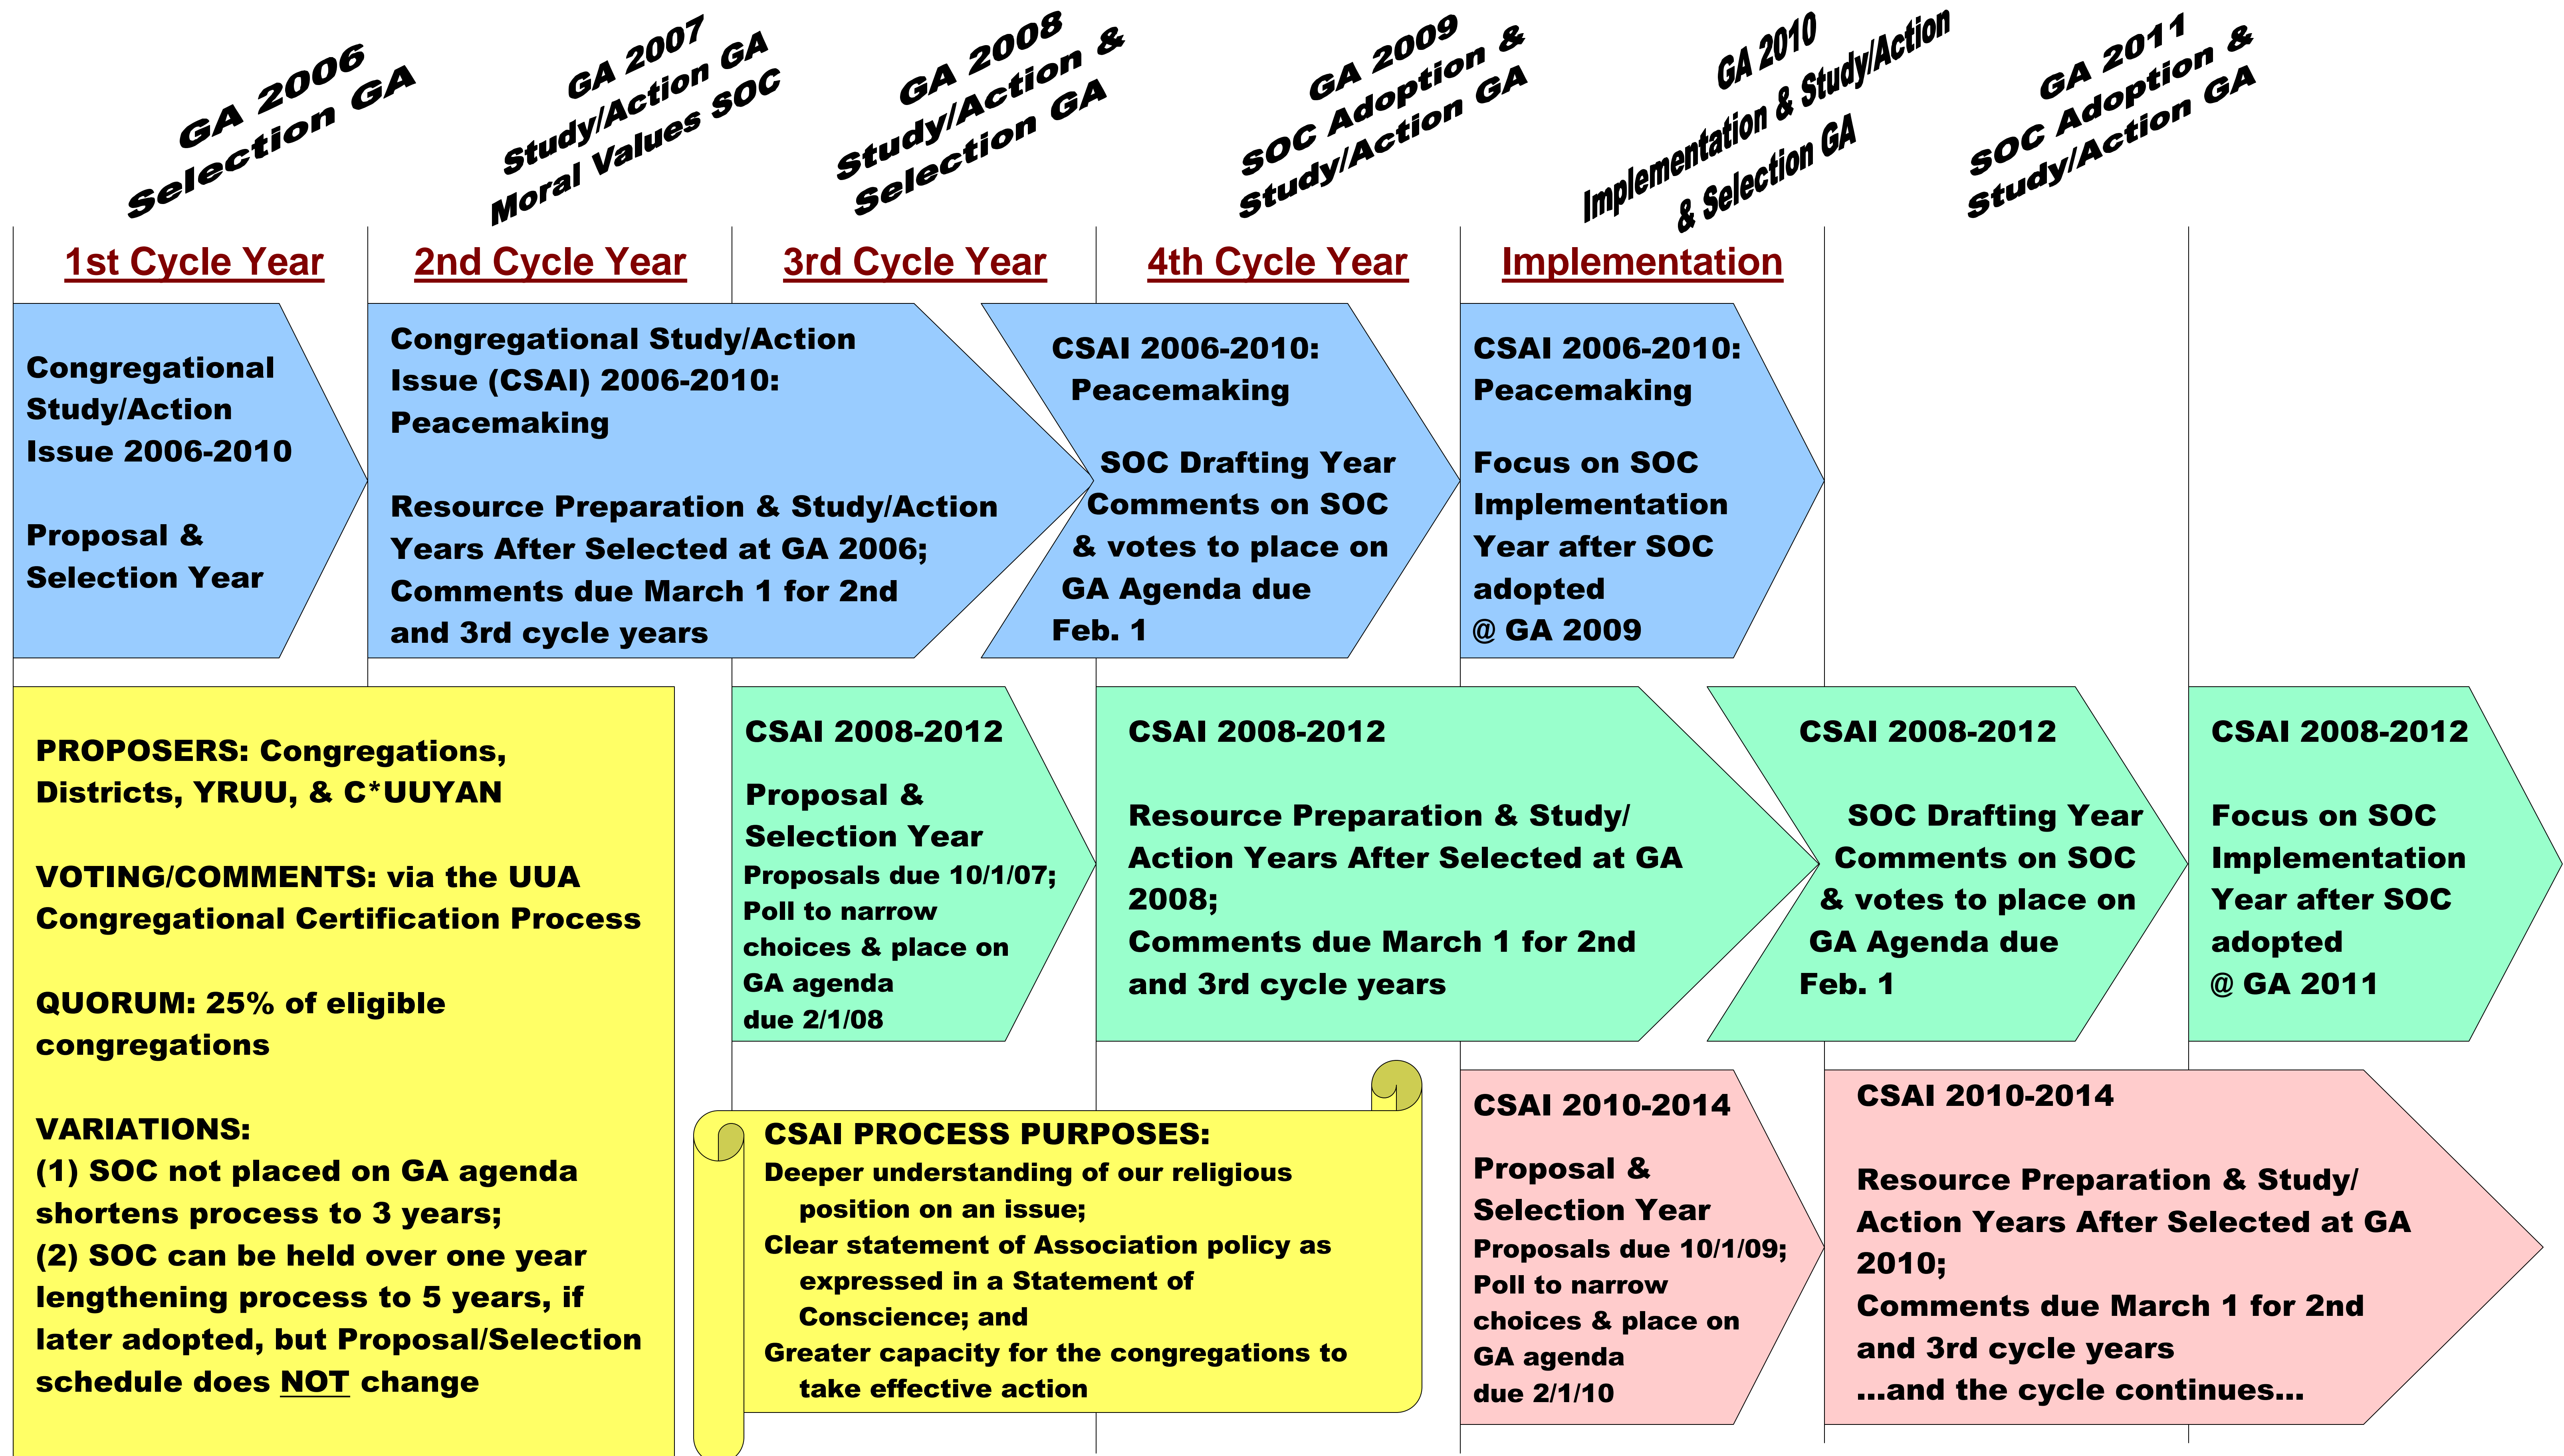 GA 2006
Selection GA
GA 2007
Study/Action GA
Moral Values SOC
GA 2008
Study/Action &
Selection GA
GA 2009
SOC Adoption &
Study/Action GA
GA 2010
Implementation & Study/Action
& Selection GA
GA 2011
SOC Adoption &
Study/Action GA
1st Cycle Year
2nd Cycle Year
3rd Cycle Year
4th Cycle Year
Implementation
Congregational
Study/Action
Issue 2006-2010
Proposal &
Selection Year
Congregational Study/Action
Issue (CSAI) 2006-2010:
Peacemaking
Resource Preparation & Study/Action
Years After Selected at GA 2006;
Comments due March 1 for 2nd
and 3rd cycle years
CSAI 2006-2010:
Peacemaking
SOC Drafting Year
Comments on SOC
& votes to place on
GA Agenda due
Feb. 1
CSAI 2006-2010:
Peacemaking
Focus on SOC
Implementation
Year after SOC
adopted
@ GA 2009
PROPOSERS: Congregations,
Districts, YRUU, & C*UUYAN
VOTING/COMMENTS: via the UUA
Congregational Certification Process
QUORUM: 25% of eligible
congregations
VARIATIONS:
(1) SOC not placed on GA agenda
shortens process to 3 years;
(2) SOC can be held over one year
lengthening process to 5 years, if
later adopted, but Proposal/Selection
schedule does NOT change
CSAI 2008-2012
Proposal &
Selection Year
Proposals due 10/1/07;
Poll to narrow
choices & place on
GA agenda
due 2/1/08
CSAI 2008-2012
Resource Preparation & Study/
Action Years After Selected at GA
2008;
Comments due March 1 for 2nd
and 3rd cycle years
CSAI 2008-2012
SOC Drafting Year
Comments on SOC
& votes to place on
GA Agenda due
Feb. 1
CSAI 2008-2012
Focus on SOC
Implementation
Year after SOC
adopted
@ GA 2011
CSAI PROCESS PURPOSES:
Deeper understanding of our religious
position on an issue;
Clear statement of Association policy as
expressed in a Statement of
Conscience; and
Greater capacity for the congregations to
take effective action
CSAI 2010-2014
Proposal &
Selection Year
Proposals due 10/1/09;
Poll to narrow
choices & place on
GA agenda
due 2/1/10
CSAI 2010-2014
Resource Preparation & Study/
Action Years After Selected at GA
2010;
Comments due March 1 for 2nd
and 3rd cycle years
...and the cycle continues...